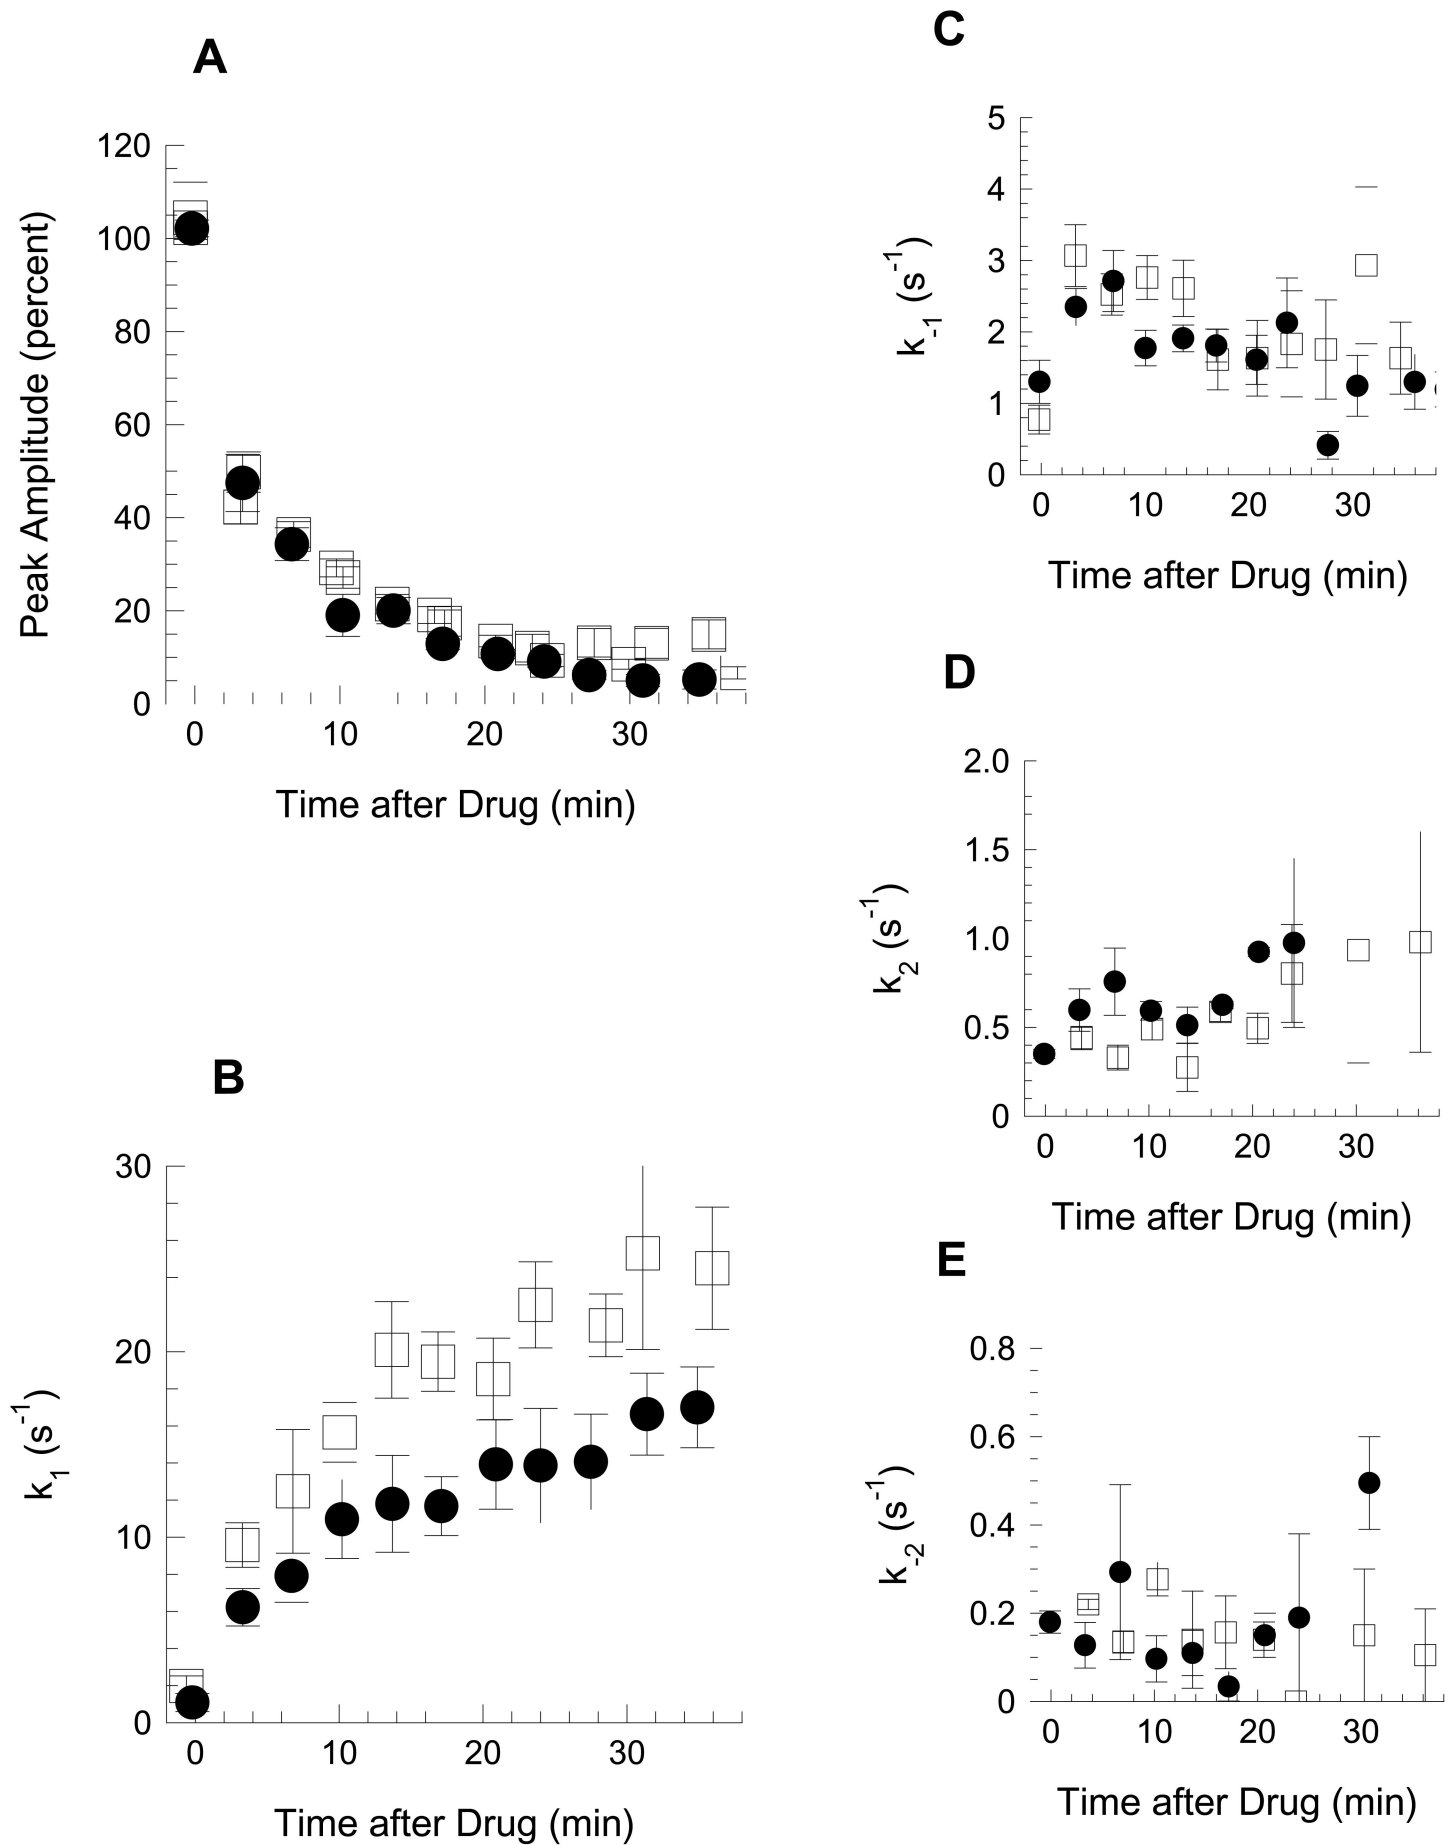 A
120
100
80
60
40
20
0
Peak Amplitude (percent)
0 10 20 30
Time after Drug (min)
B
30
20
10
0
k1 (s-1)
0 10 20 30
Time after Drug (min)
C
5
4
3
2
1
0
k-1 (s-1)
0 10 20 30
Time after Drug (min)
D
2.0
1.5
1.0
0.5
0
k2 (s-1)
0 10 20 30
Time after Drug (min)
E
0.8
0.6
0.4
0.2
0
k-2 (s-1)
0 10 20 30
Time after Drug (min)